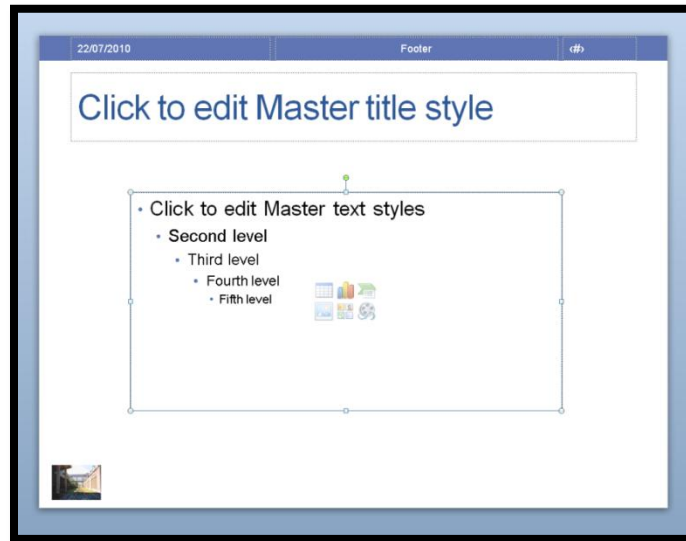 22/07/2010 Footer ‹#›
Click to edit Master title style
• Click to edit Master text styles
• Second level
• Third level
• Fourth level
• Fifth level